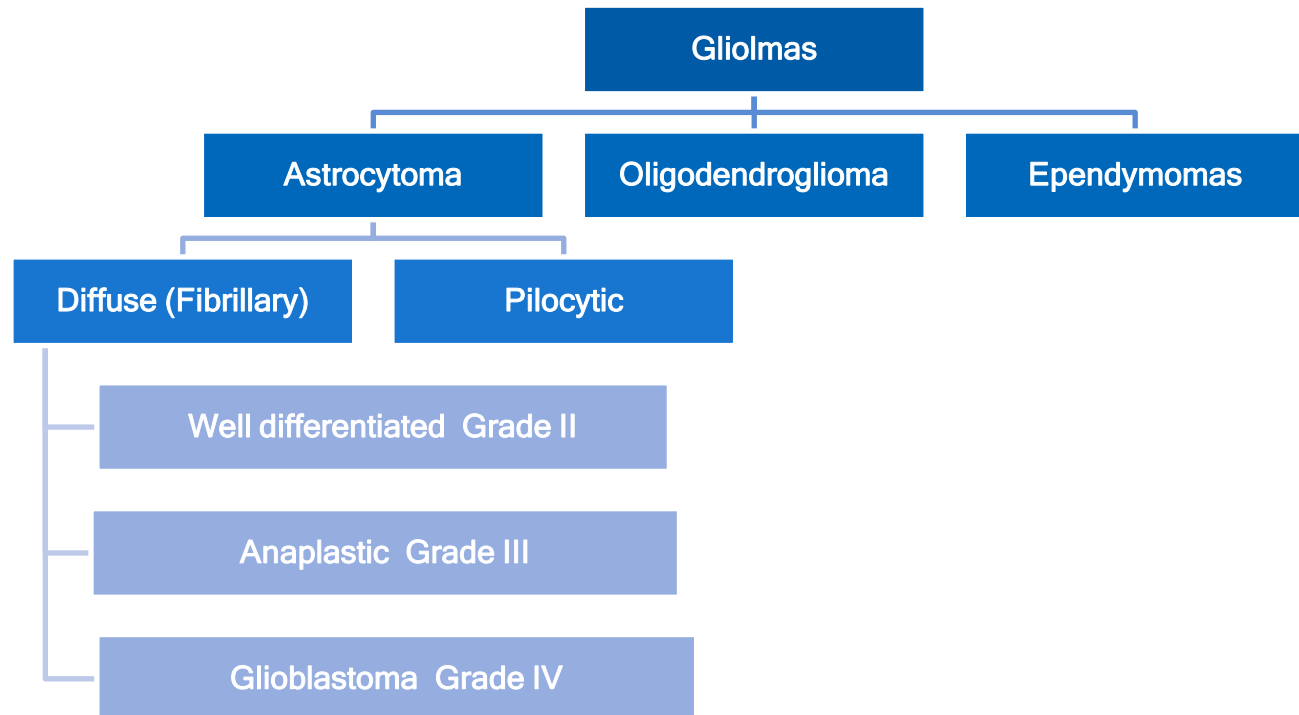 Gliolmas
Astrocytoma
Oligodendroglioma
Ependymomas
Diffuse (Fibrillary)
Pilocytic
Well differentiated  Grade II
Anaplastic  Grade III
Glioblastoma  Grade IV